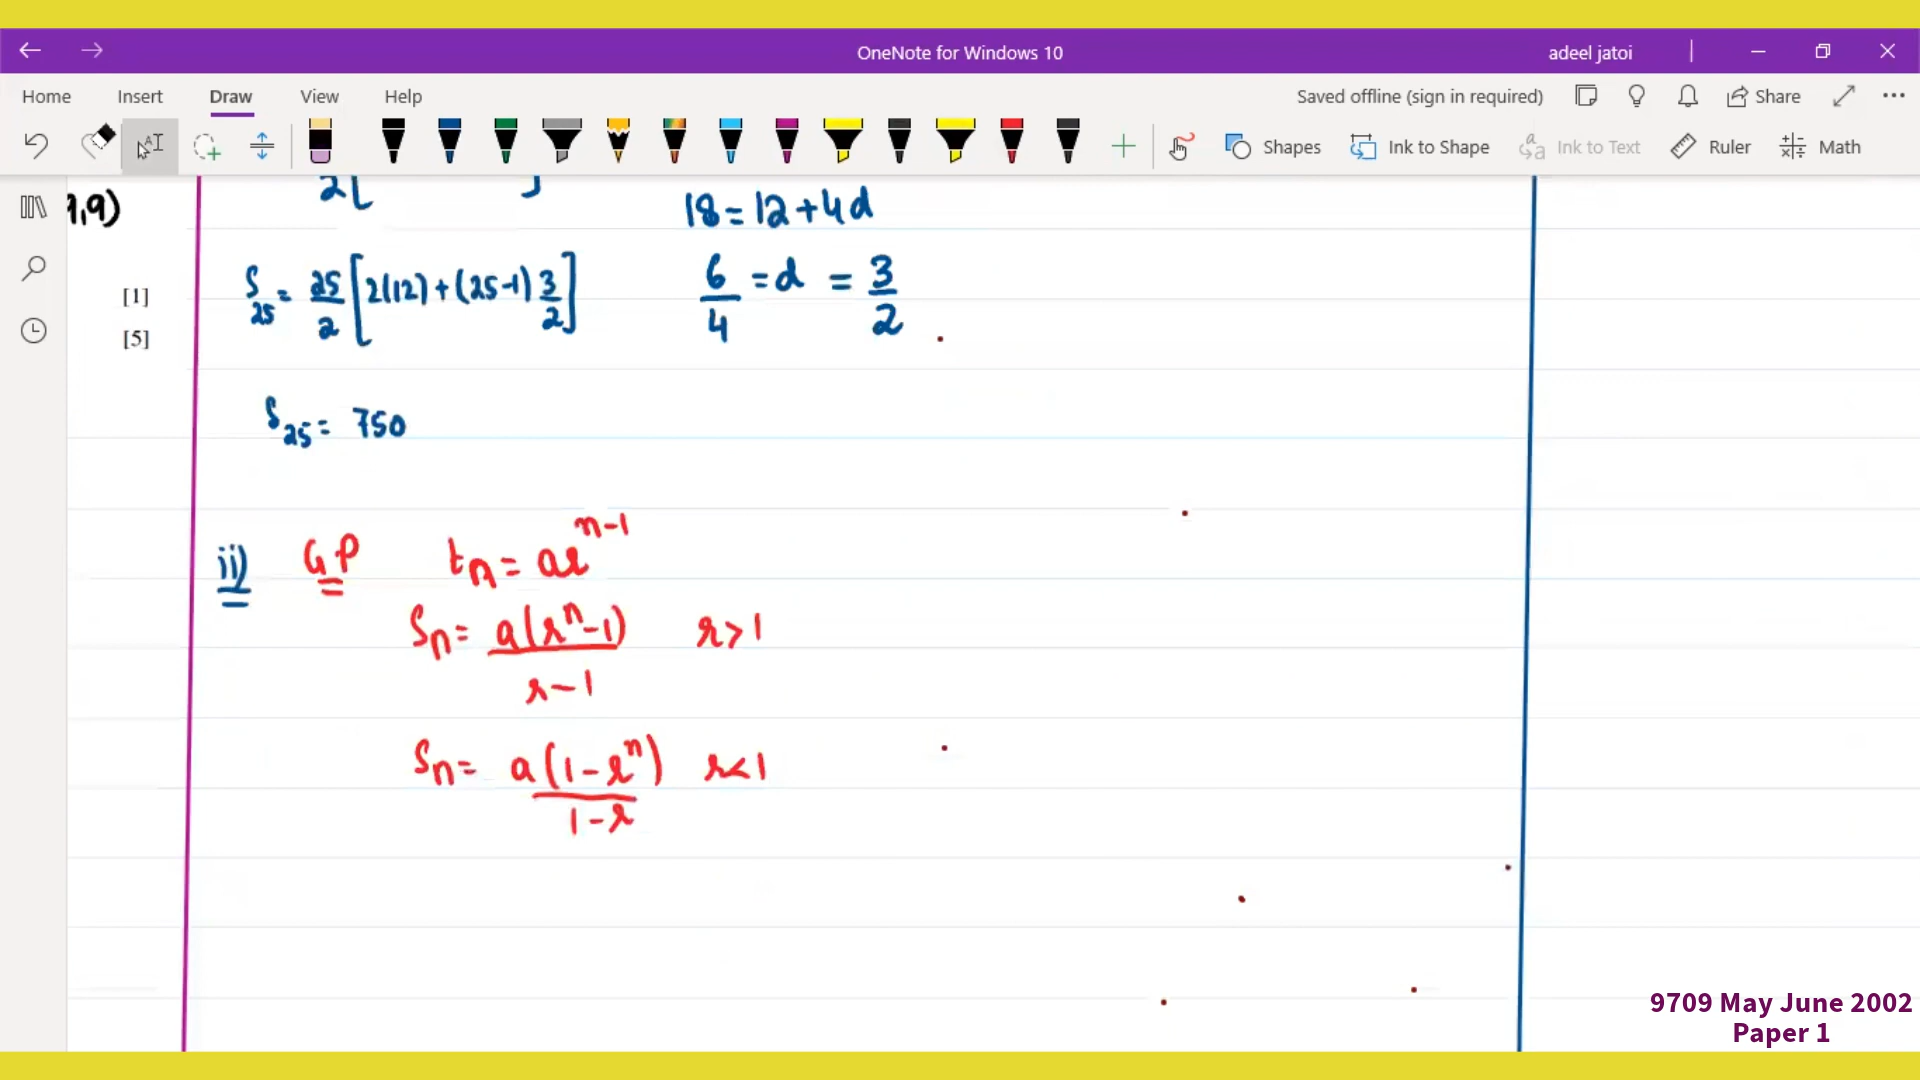 OneNote for Windows 10
adeel jatoi
Home Insert Draw View Help
Saved offline (sign in required)
Share
Shapes
Ink to Shape
Ink to Text
Ruler
Math
9,9)
[1]
[5]
2[ ]
18 = 12 + 4d
S25 = 25/2 [2(12) + (25-1) 3/2]
6/4 = d = 3/2
S25 = 750
ii) GP tn = ar^n-1
Sn = a(r^n - 1) r > 1
r - 1
Sn = a(1 - r^n) r < 1
1 - r
9709 May June 2002
Paper 1